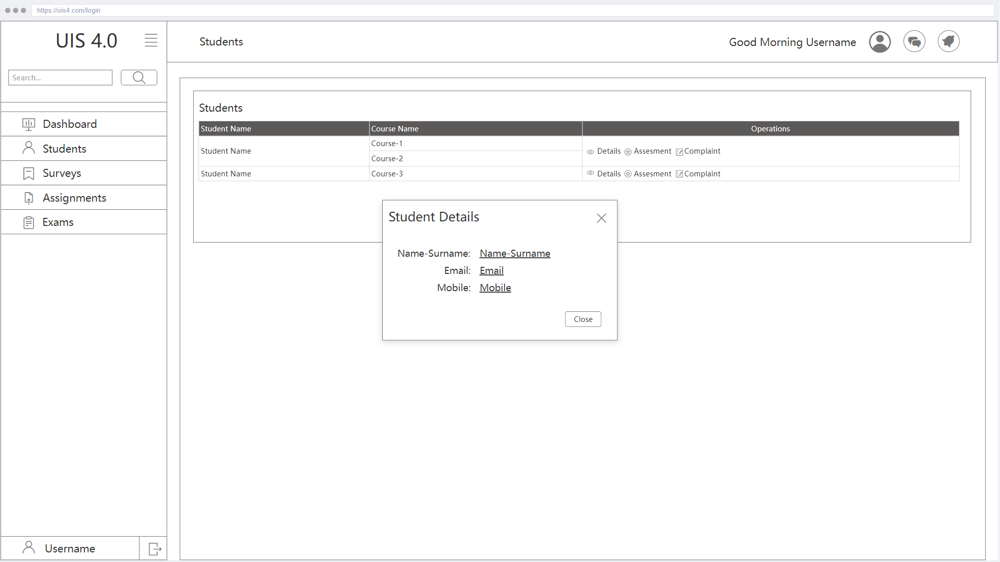 https://uis4.com/login
UIS 4.0
Students
Good Morning Username
Search...
Dashboard
Students
Surveys
Assignments
Exams
Username
Students
Student Name Course Name Operations
Student Name
Course-1
Course-2
Details Assesment Complaint
Student Name Course-3 Details Assesment Complaint
Student Details
Name-Surname: Name-Surname
Email: Email
Mobile: Mobile
Close